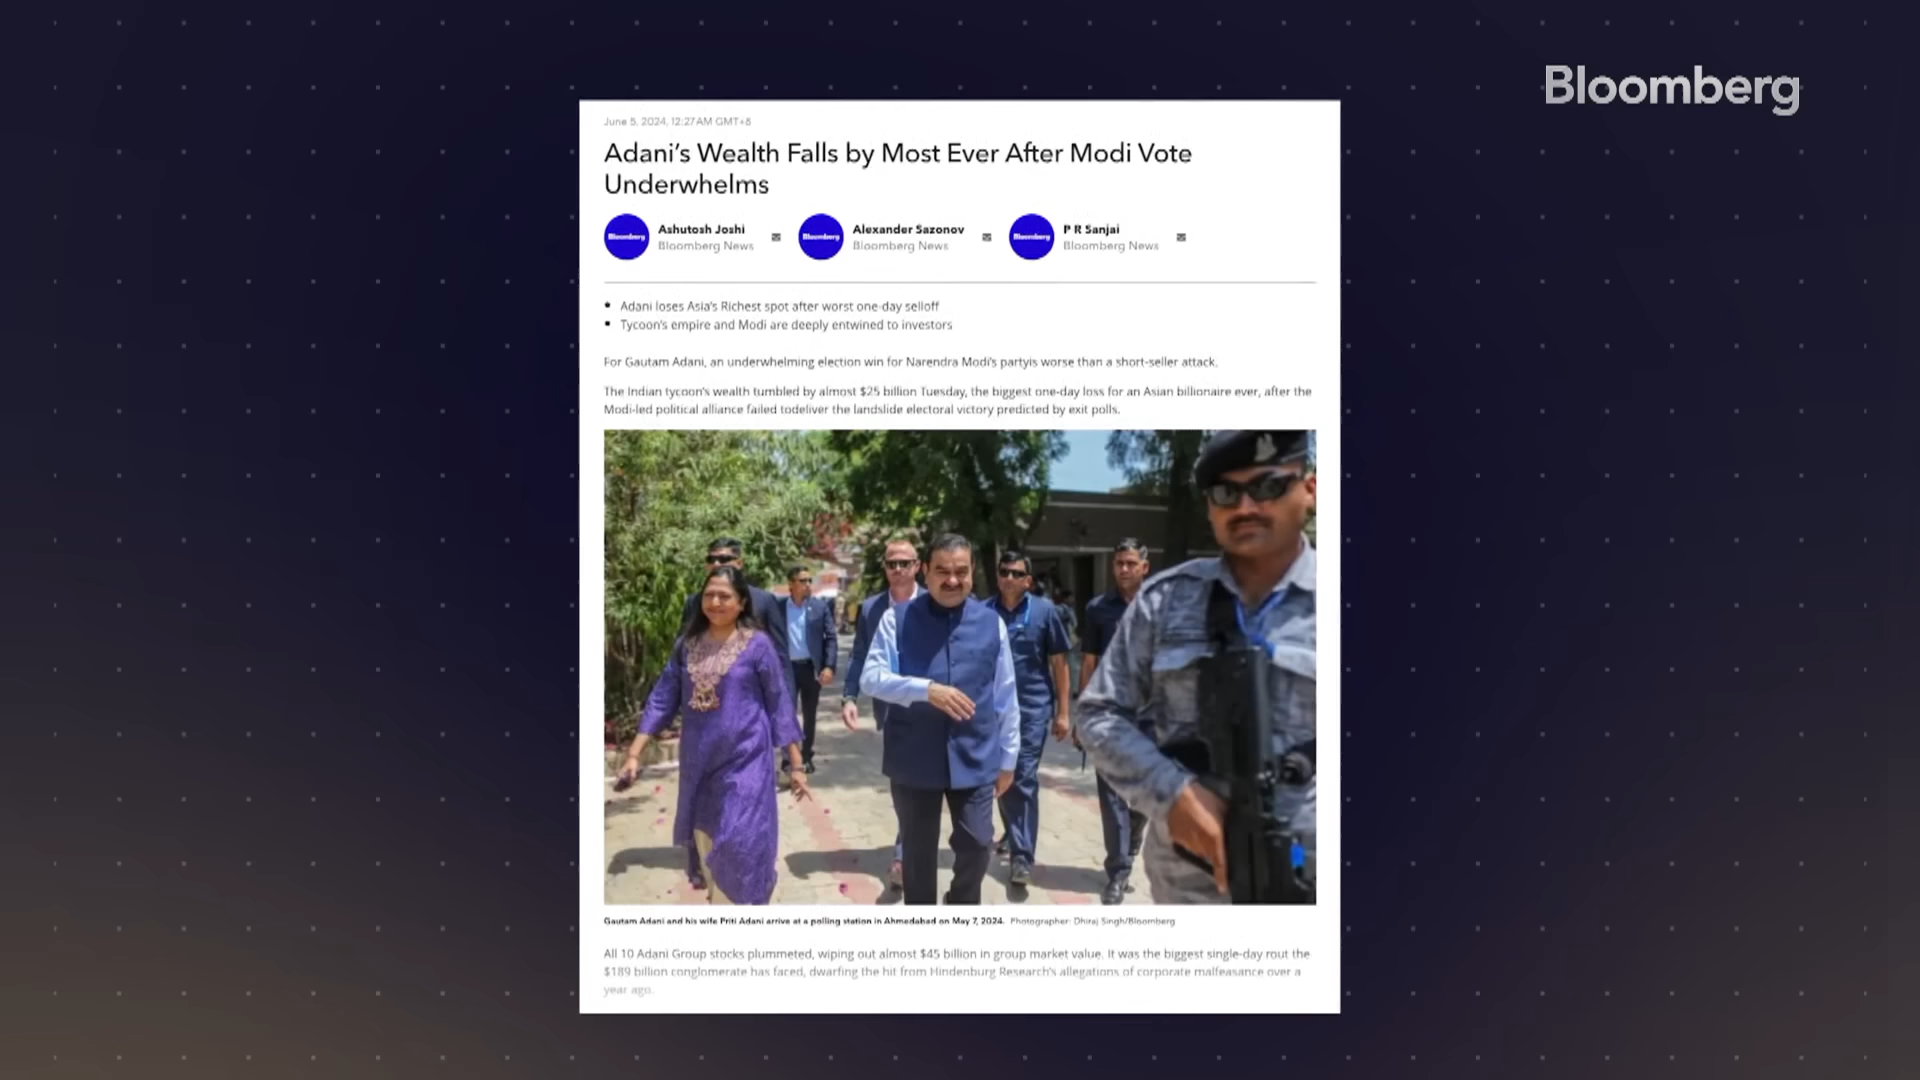 Bloomberg
June 5, 2024, 12:27AM GMT+8
Adani’s Wealth Falls by Most Ever After Modi Vote
Underwhelms
Bloomberg
Ashutosh Joshi
Bloomberg News
Bloomberg
Alexander Sazonov
Bloomberg News
Bloomberg
P R Sanjai
Bloomberg News
• Adani loses Asia’s Richest spot after worst one-day selloff
• Tycoon’s empire and Modi are deeply entwined to investors
For Gautam Adani, an underwhelming election win for Narendra Modi’s partyis worse than a short-seller attack.
The Indian tycoon’s wealth tumbled by almost $25 billion Tuesday, the biggest one-day loss for an Asian billionaire ever, after the
Modi-led political alliance failed todeliver the landslide electoral victory predicted by exit polls.
Gautam Adani and his wife Priti Adani arrive at a polling station in Ahmedabad on May 7, 2024. Photographer: Dhiraj Singh/Bloomberg
All 10 Adani Group stocks plummeted, wiping out almost $45 billion in group market value. It was the biggest single-day rout the
$189 billion conglomerate has faced, dwarfing the hit from Hindenburg Research’s allegations of corporate malfeasance over a
year ago.